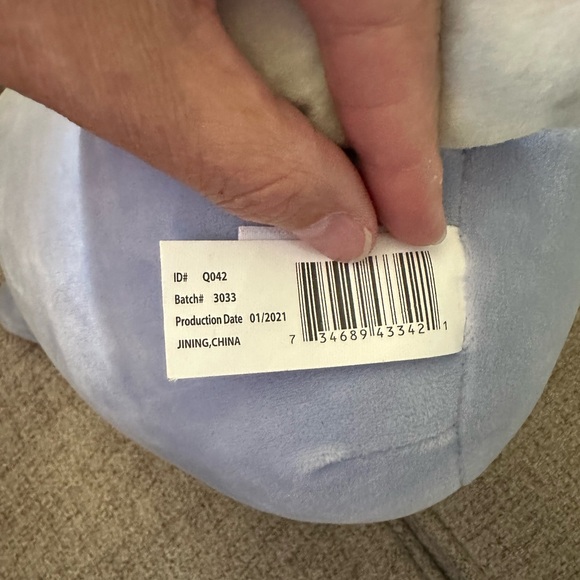 ID# Q042
Batch# 3033
Production Date 01/2021
JINING,CHINA
7 34689 43342 1